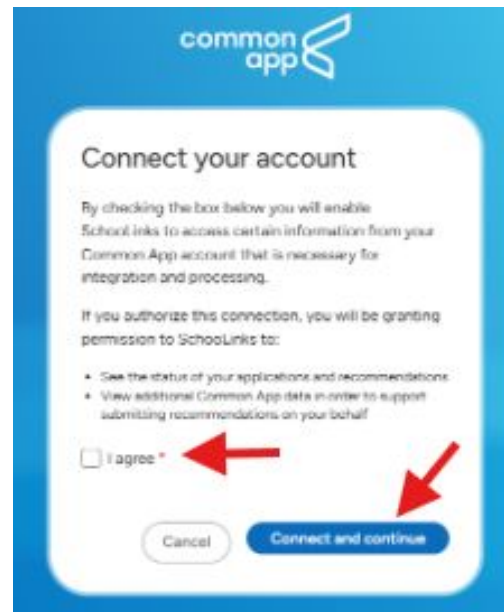 common
app
Connect your account
By checking the box below you will enable
SchooLinks to access certain information from your
Common App account that is necessary for
integration and processing.
If you authorize this connection, you will be granting
permission to SchooLinks to:
• See the status of your applications and recommendations
• View additional Common App data in order to support
submitting recommendations on your behalf
I agree *
Cancel
Connect and continue